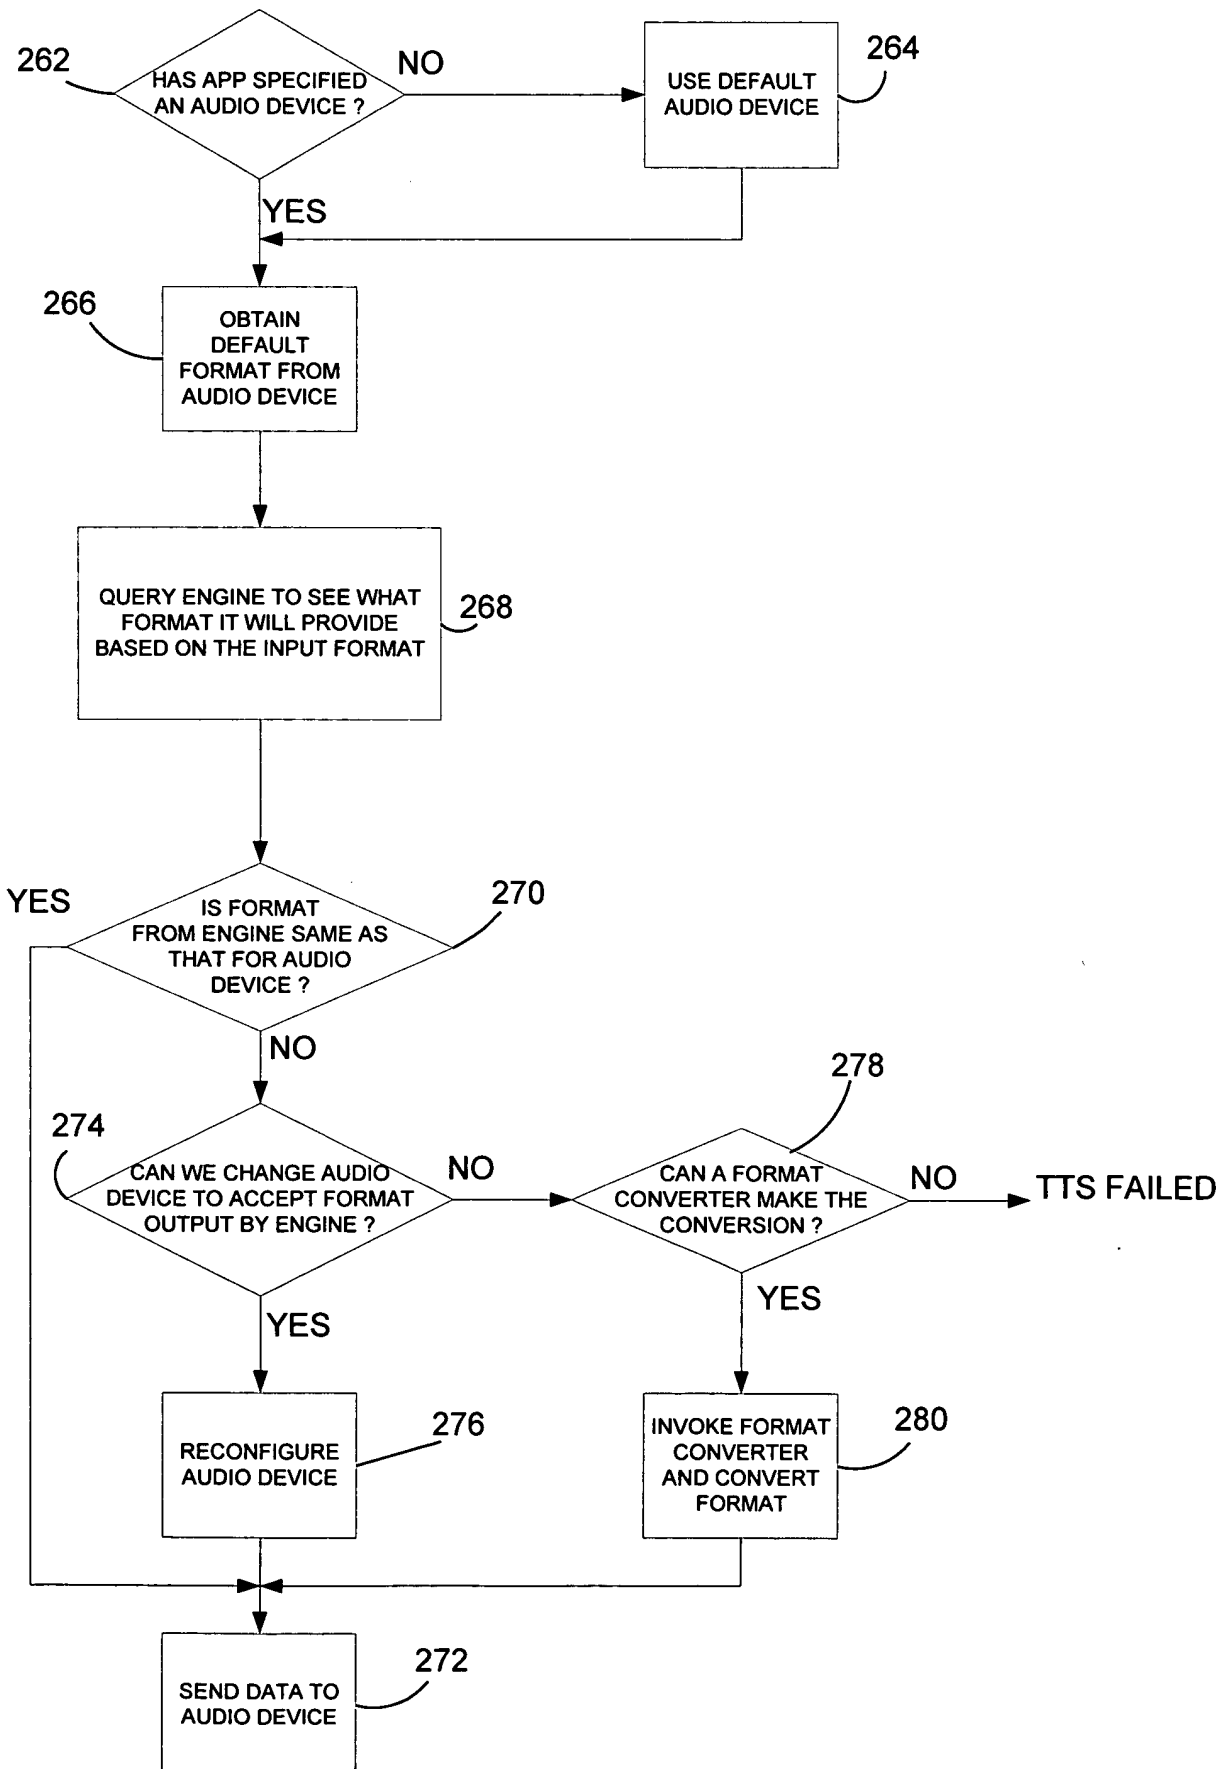 262
HAS APP SPECIFIED
AN AUDIO DEVICE ?
NO
USE DEFAULT
AUDIO DEVICE
264
YES
266
OBTAIN
DEFAULT
FORMAT FROM
AUDIO DEVICE
QUERY ENGINE TO SEE WHAT
FORMAT IT WILL PROVIDE
BASED ON THE INPUT FORMAT
268
YES
IS FORMAT
FROM ENGINE SAME AS
THAT FOR AUDIO
DEVICE ?
270
NO
274
CAN WE CHANGE AUDIO
DEVICE TO ACCEPT FORMAT
OUTPUT BY ENGINE ?
NO
278
CAN A FORMAT
CONVERTER MAKE THE
CONVERSION ?
NO
TTS FAILED
YES
YES
RECONFIGURE
AUDIO DEVICE
276
INVOKE FORMAT
CONVERTER
AND CONVERT
FORMAT
280
SEND DATA TO
AUDIO DEVICE
272